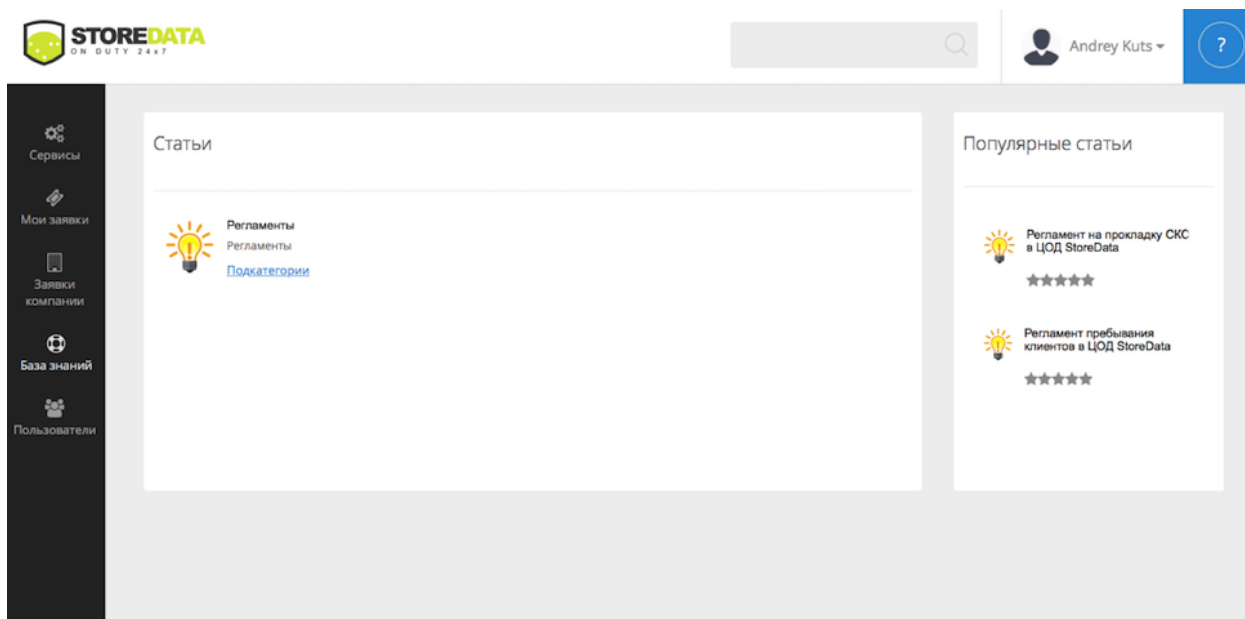 STOREDATA
ON DUTY 24x7
Andrey Kuts
?
Сервисы
Мои заявки
Заявки
компании
База знаний
Пользователи
Статьи
Регламенты
Регламенты
Подкатегории
Популярные статьи
Регламент на прокладку СКС
в ЦОД StoreData
Регламент пребывания
клиентов в ЦОД StoreData